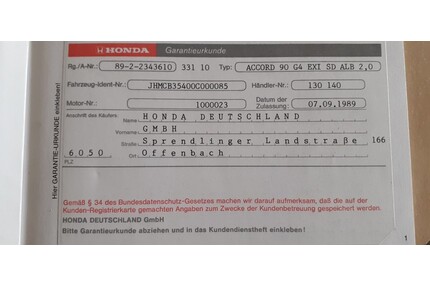 HONDA Garantieurkunde
Rg./A-Nr.: 89-2-2343610 331 10 Typ: ACCORD 90 G4 EXI SD ALB 2,0
Fahrzeug-Ident-Nr.: JHMCB35400C000085 Händler-Nr.: 130 140
Motor-Nr.: 1000023 Datum der Zulassung: 07.09.1989
Anschrift des Käufers
Name HONDA DEUTSCHLAND
Vorname GMBH
Straße Sprendlinger Landstraße 166
6050 Ort Offenbach
PLZ
Gemäß § 34 des Bundesdatenschutz-Gesetzes machen wir darauf aufmerksam, daß die auf der
Kunden-Registrierkarte gemachten Angaben zum Zwecke der Kundenbetreuung gespeichert werden.
HONDA DEUTSCHLAND GmbH
Bitte Garantieurkunde abziehen und in das Kundendienstheft einkleben!
1
Hier GARANTIE-URKUNDE einkleben!